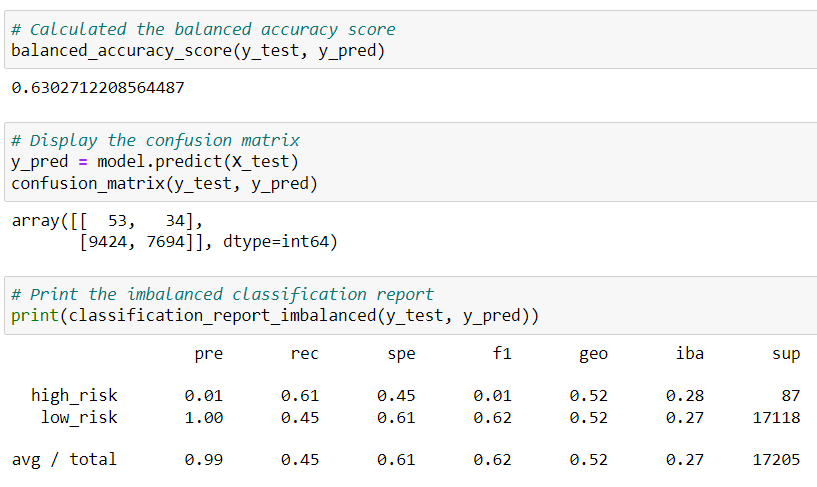 # Calculated the balanced accuracy score
balanced_accuracy_score(y_test, y_pred)
0.6302712208564487
# Display the confusion matrix
y_pred = model.predict(X_test)
confusion_matrix(y_test, y_pred)
array([[  53,   34],
       [9424, 7694]], dtype=int64)
# Print the imbalanced classification report
print(classification_report_imbalanced(y_test, y_pred))
pre rec spe f1 geo iba sup
high_risk 0.01 0.61 0.45 0.01 0.52 0.28 87
low_risk 1.00 0.45 0.61 0.62 0.52 0.27 17118
avg / total 0.99 0.45 0.61 0.62 0.52 0.27 17205